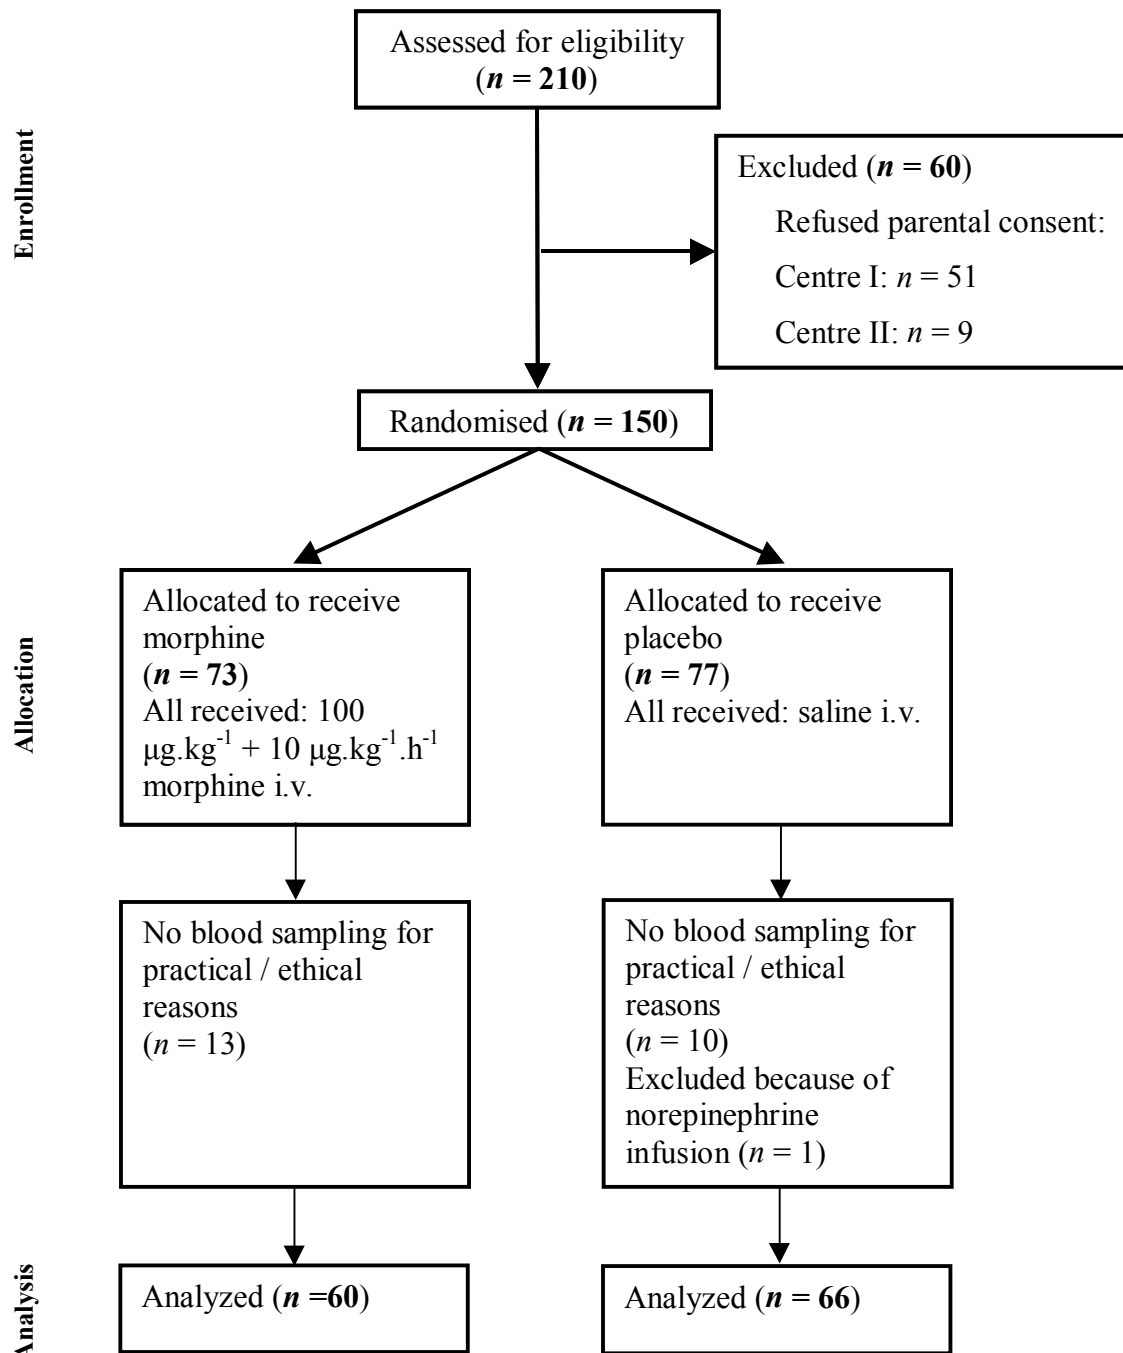 Assessed for eligibility
(n = 210)
Enrollment
Excluded (n = 60)
Refused parental consent:
Centre I: n = 51
Centre II: n = 9
Randomised (n = 150)
Allocation
Allocated to receive
morphine
(n = 73)
All received: 100
µg.kg⁻¹ + 10 µg.kg⁻¹.h⁻¹
morphine i.v.
Allocated to receive
placebo
(n = 77)
All received: saline i.v.
No blood sampling for
practical / ethical
reasons
(n = 13)
No blood sampling for
practical / ethical
reasons
(n = 10)
Excluded because of
norepinephrine
infusion (n = 1)
Analysis
Analyzed (n =60)
Analyzed (n = 66)